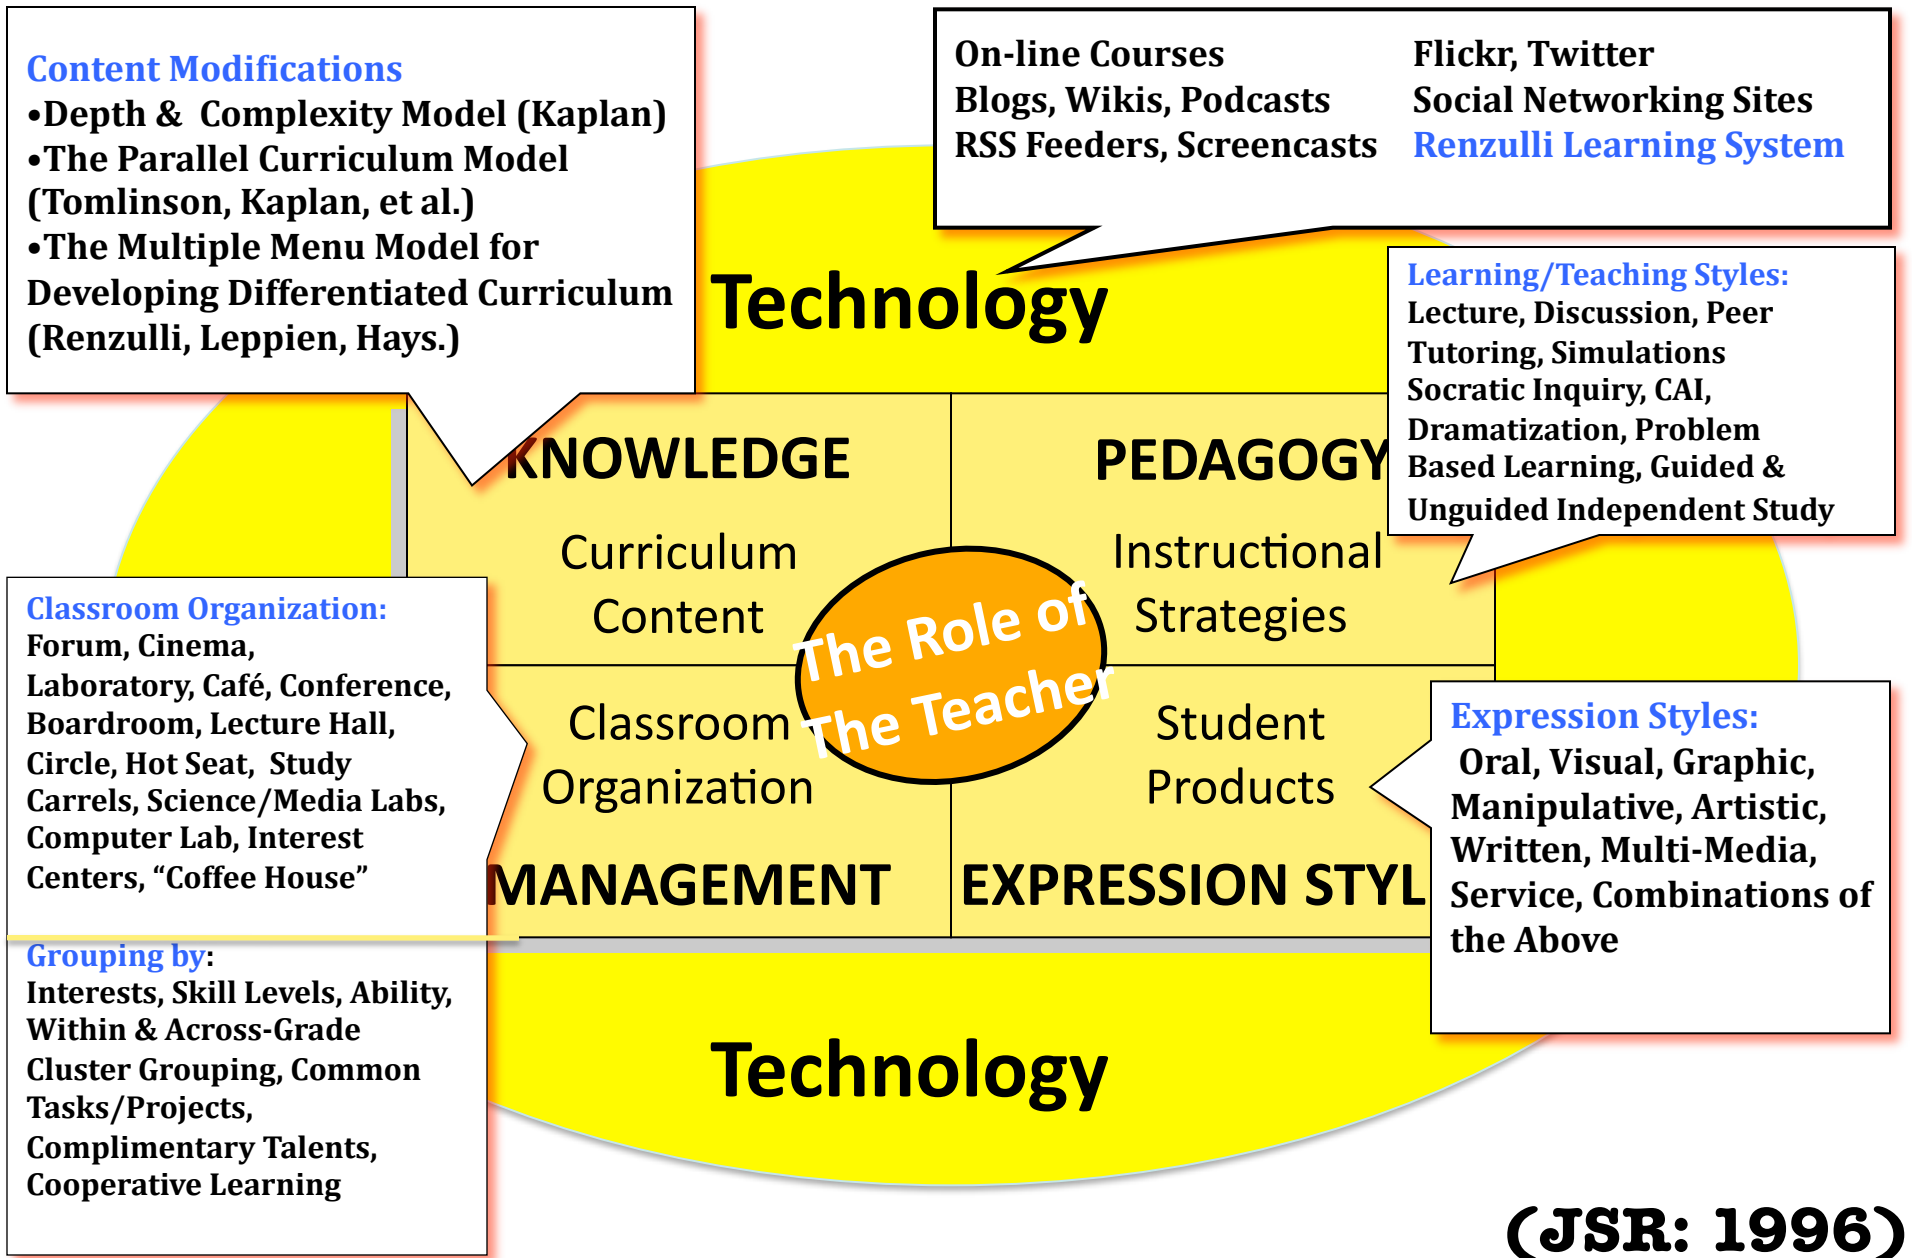 Content Modifications
•Depth &  Complexity Model (Kaplan)
•The Parallel Curriculum Model
(Tomlinson, Kaplan, et al.)
•The Multiple Menu Model for
Developing Differentiated Curriculum
(Renzulli, Leppien, Hays.)
On-line Courses
Blogs, Wikis, Podcasts
RSS Feeders, Screencasts
Flickr, Twitter
Social Networking Sites
Renzulli Learning System
Technology
Learning/Teaching Styles:
Lecture, Discussion, Peer
Tutoring, Simulations
Socratic Inquiry, CAI,
Dramatization, Problem
Based Learning, Guided &
Unguided Independent Study
KNOWLEDGE
Curriculum
Content
PEDAGOGY
Instructional
Strategies
The Role of
The Teacher
Classroom Organization:
Forum, Cinema,
Laboratory, Café, Conference,
Boardroom, Lecture Hall,
Circle, Hot Seat,  Study
Carrels, Science/Media Labs,
Computer Lab, Interest
Centers, “Coffee House”
Classroom
Organization
MANAGEMENT
Student
Products
EXPRESSION STYL
Expression Styles:
Oral, Visual, Graphic,
Manipulative, Artistic,
Written, Multi-Media,
Service, Combinations of
the Above
Grouping by:
Interests, Skill Levels, Ability,
Within & Across-Grade
Cluster Grouping, Common
Tasks/Projects,
Complimentary Talents,
Cooperative Learning
Technology
(JSR: 1996)